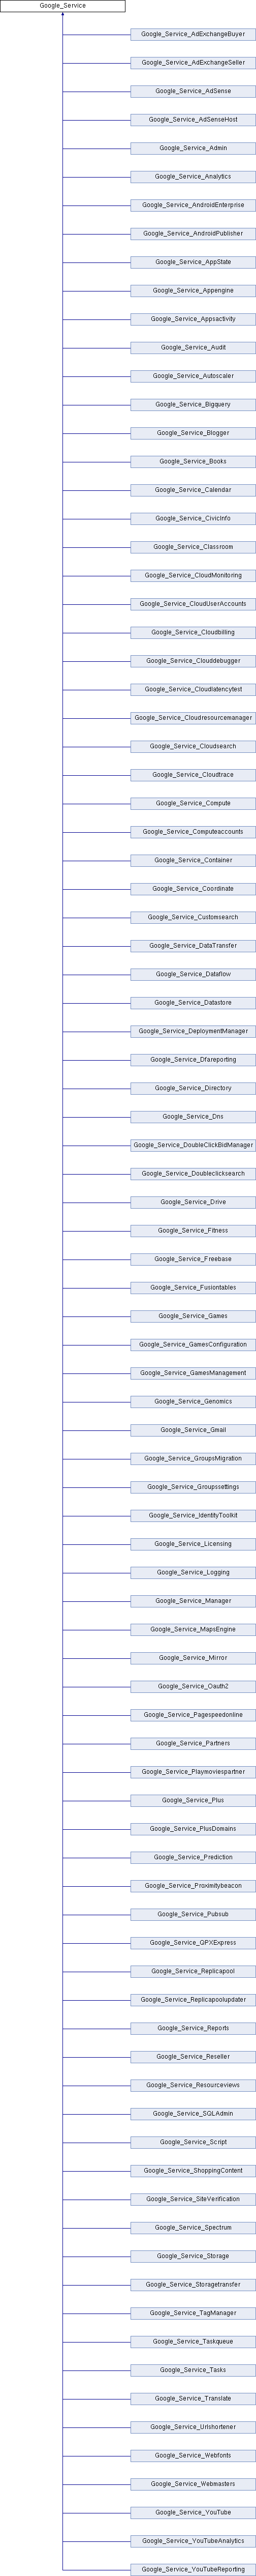 Google_Service
Google_Service_AdExchangeBuyer
Google_Service_AdExchangeSeller
Google_Service_AdSense
Google_Service_AdSenseHost
Google_Service_Admin
Google_Service_Analytics
Google_Service_AndroidEnterprise
Google_Service_AndroidPublisher
Google_Service_AppState
Google_Service_Appengine
Google_Service_Appsactivity
Google_Service_Audit
Google_Service_Autoscaler
Google_Service_Bigquery
Google_Service_Blogger
Google_Service_Books
Google_Service_Calendar
Google_Service_CivicInfo
Google_Service_Classroom
Google_Service_CloudMonitoring
Google_Service_CloudUserAccounts
Google_Service_Cloudbilling
Google_Service_Clouddebugger
Google_Service_Cloudlatencytest
Google_Service_Cloudresourcemanager
Google_Service_Cloudsearch
Google_Service_Cloudtrace
Google_Service_Compute
Google_Service_Computeaccounts
Google_Service_Container
Google_Service_Coordinate
Google_Service_Customsearch
Google_Service_DataTransfer
Google_Service_Dataflow
Google_Service_Datastore
Google_Service_DeploymentManager
Google_Service_Dfareporting
Google_Service_Directory
Google_Service_Dns
Google_Service_DoubleClickBidManager
Google_Service_Doubleclicksearch
Google_Service_Drive
Google_Service_Fitness
Google_Service_Freebase
Google_Service_Fusiontables
Google_Service_Games
Google_Service_GamesConfiguration
Google_Service_GamesManagement
Google_Service_Genomics
Google_Service_Gmail
Google_Service_GroupsMigration
Google_Service_Groupssettings
Google_Service_IdentityToolkit
Google_Service_Licensing
Google_Service_Logging
Google_Service_Manager
Google_Service_MapsEngine
Google_Service_Mirror
Google_Service_Oauth2
Google_Service_Pagespeedonline
Google_Service_Partners
Google_Service_Playmoviespartner
Google_Service_Plus
Google_Service_PlusDomains
Google_Service_Prediction
Google_Service_Proximitybeacon
Google_Service_Pubsub
Google_Service_QPXExpress
Google_Service_Replicapool
Google_Service_Replicapoolupdater
Google_Service_Reports
Google_Service_Reseller
Google_Service_Resourceviews
Google_Service_SQLAdmin
Google_Service_Script
Google_Service_ShoppingContent
Google_Service_SiteVerification
Google_Service_Spectrum
Google_Service_Storage
Google_Service_Storagetransfer
Google_Service_TagManager
Google_Service_Taskqueue
Google_Service_Tasks
Google_Service_Translate
Google_Service_Urlshortener
Google_Service_Webfonts
Google_Service_Webmasters
Google_Service_YouTube
Google_Service_YouTubeAnalytics
Google_Service_YouTubeReporting